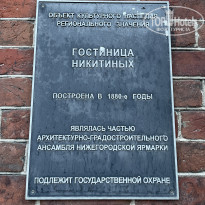 ОБЪЕКТ КУЛЬТУРНОГО НАСЛЕДИЯ
РЕГИОНАЛЬНОГО ЗНАЧЕНИЯ
ГОСТИНИЦА
НИКИТИНЫХ
ПОСТРОЕНА В 1880-е ГОДЫ
ЯВЛЯЛАСЬ ЧАСТЬЮ
АРХИТЕКТУРНО-ГРАДОСТРОИТЕЛЬНОГО
АНСАМБЛЯ НИЖЕГОРОДСКОЙ ЯРМАРКИ
ПОДЛЕЖИТ ГОСУДАРСТВЕННОЙ ОХРАНЕ